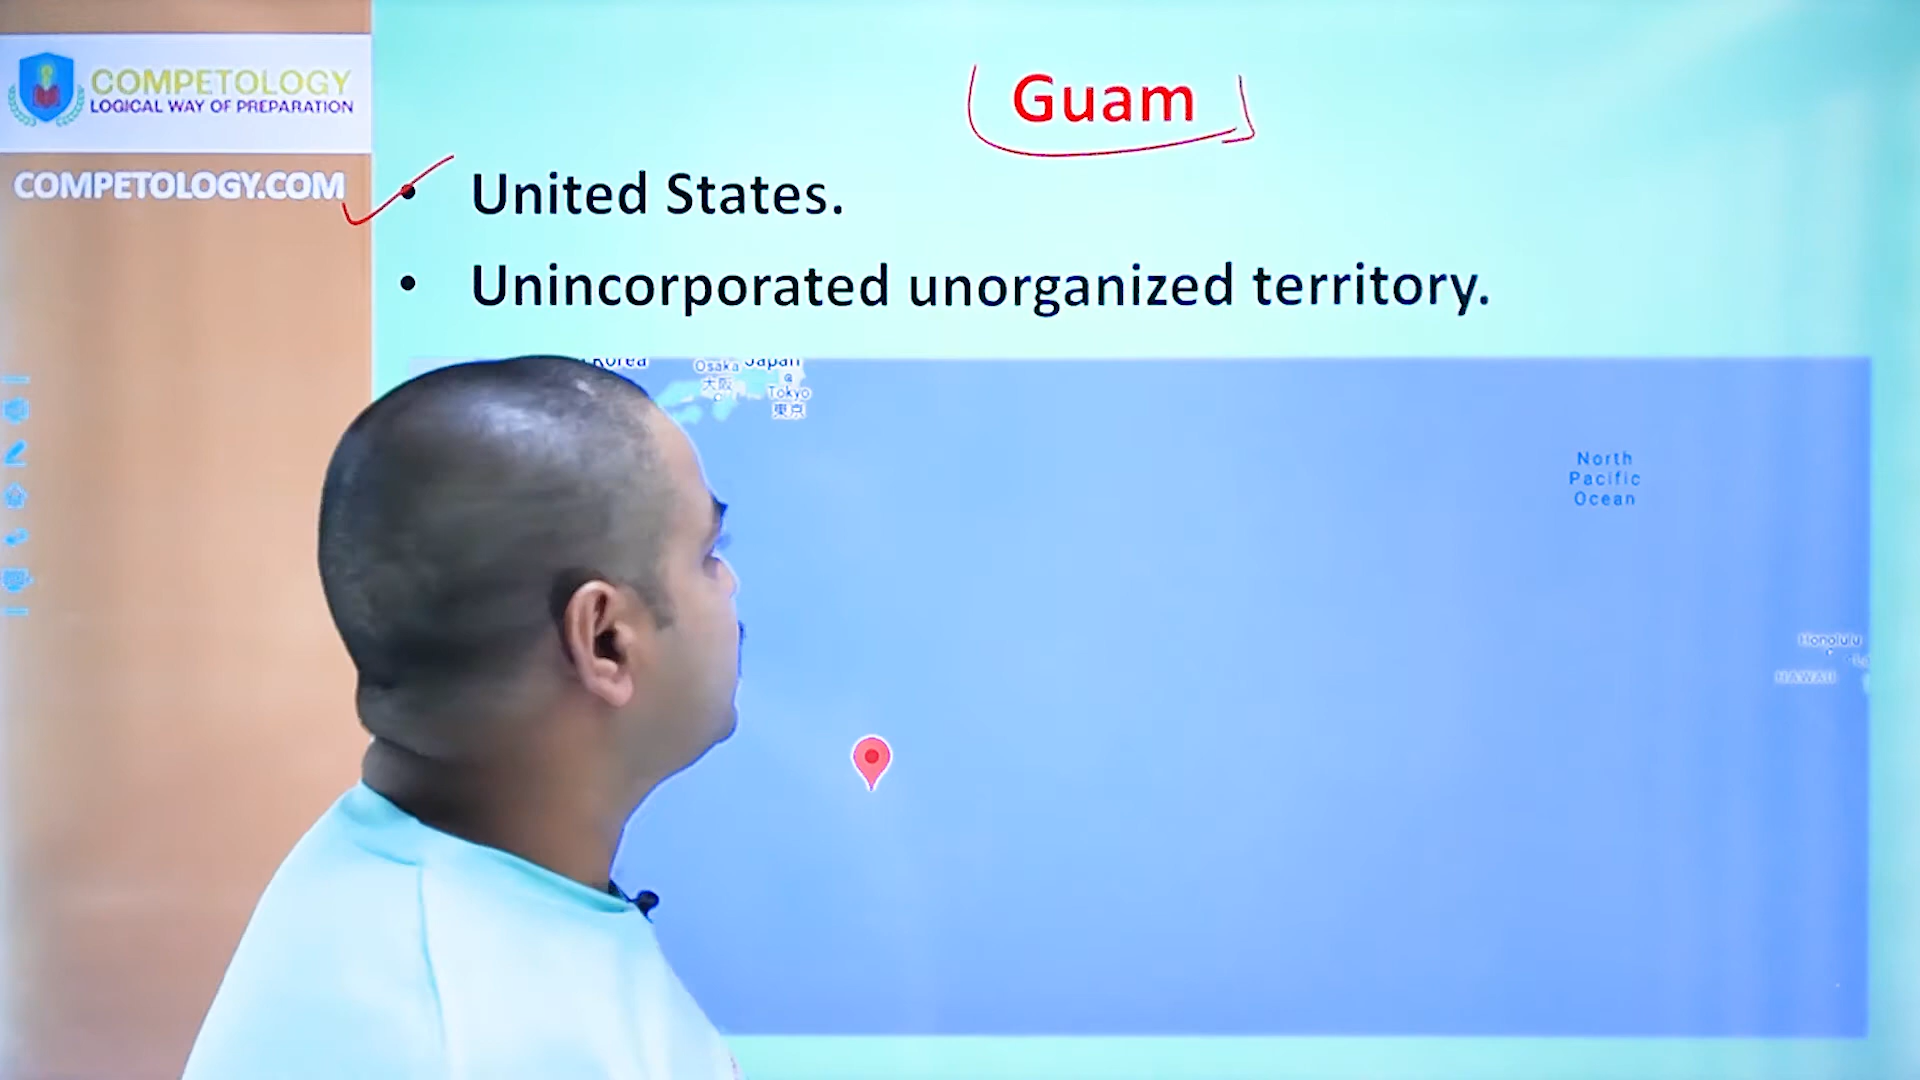 COMPETOLOGY
LOGICAL WAY OF PREPARATION
COMPETOLOGY.COM
Guam
• United States.
• Unincorporated unorganized territory.
Korea
Japan
Osaka
大阪
Tokyo
東京
North
Pacific
Ocean
Honolulu
HAWAII